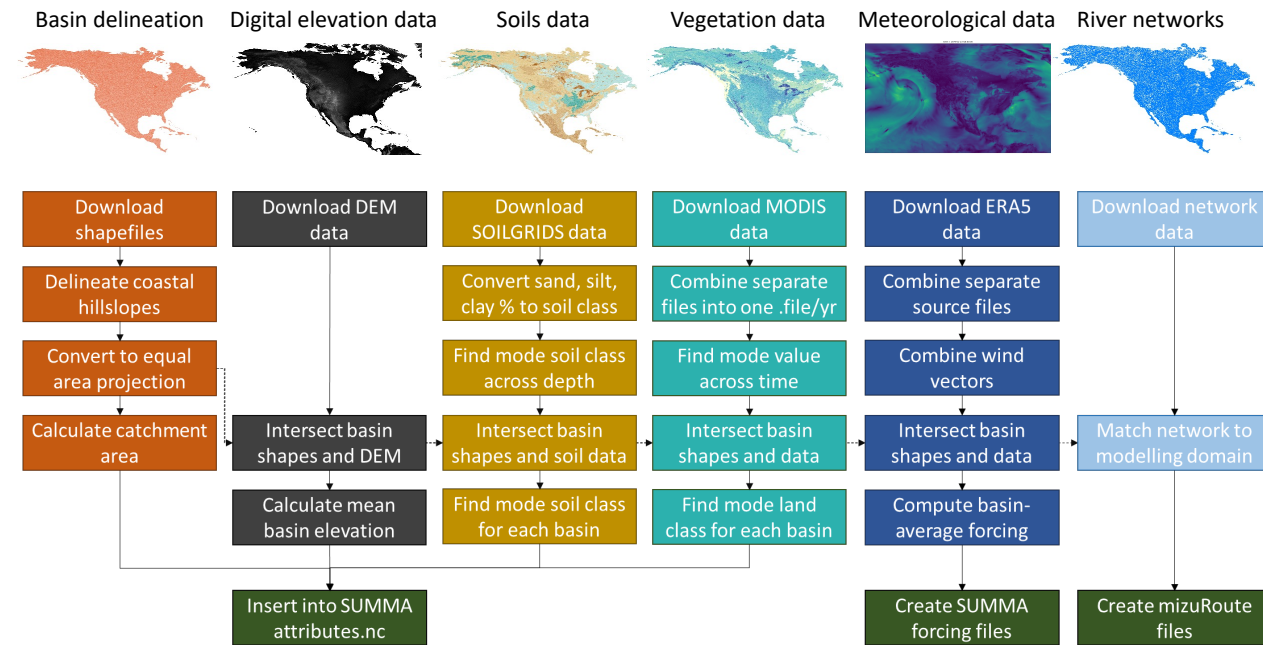 Basin delineation
Digital elevation data
Soils data
Vegetation data
Meteorological data
River networks
Download
shapefiles
Delineate coastal
hillslopes
Convert to equal
area projection
Calculate catchment
area
Download DEM
data
Intersect basin
shapes and DEM
Calculate mean
basin elevation
Download
SOILGRIDS data
Convert sand, silt,
clay % to soil class
Find mode soil class
across depth
Intersect basin
shapes and soil data
Find mode soil class
for each basin
Download MODIS
data
Combine separate
files into one .file/yr
Find mode value
across time
Intersect basin
shapes and data
Find mode land
class for each basin
Download ERA5
data
Combine separate
source files
Combine wind
vectors
Intersect basin
shapes and data
Compute basin-
average forcing
Download network
data
Match network to
modelling domain
Insert into SUMMA
attributes.nc
Create SUMMA
forcing files
Create mizuRoute
files